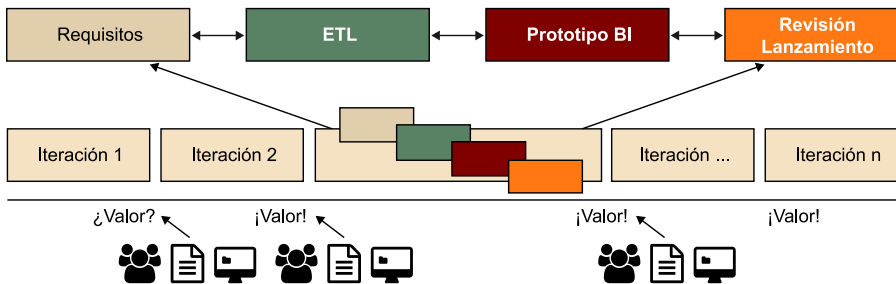 Requisitos
ETL
Prototipo BI
Revisión
Lanzamiento
Iteración 1
Iteración 2
Iteración ...
Iteración n
¿Valor?
¡Valor!
¡Valor!
¡Valor!